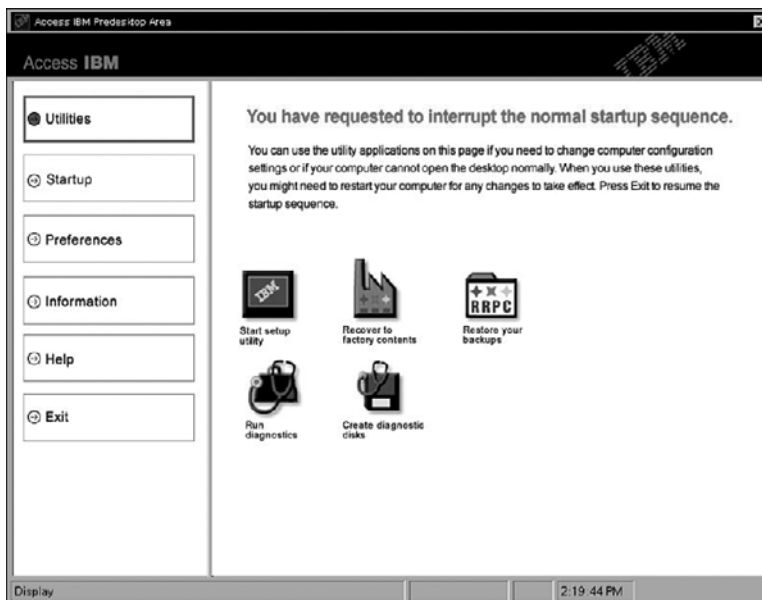 Access IBM Predesktop Area
Access IBM
IBM
Utilities
Startup
Preferences
Information
Help
Exit
You have requested to interrupt the normal startup sequence.
You can use the utility applications on this page if you need to change computer configuration
settings or if your computer cannot open the desktop normally. When you use these utilities,
you might need to restart your computer for any changes to take effect. Press Exit to resume the
startup sequence.
IBM
Start setup
utility
Recover to
factory contents
RRPC
Restore your
backups
Run
diagnostics
Create diagnostic
disks
Display
2:19:44 PM